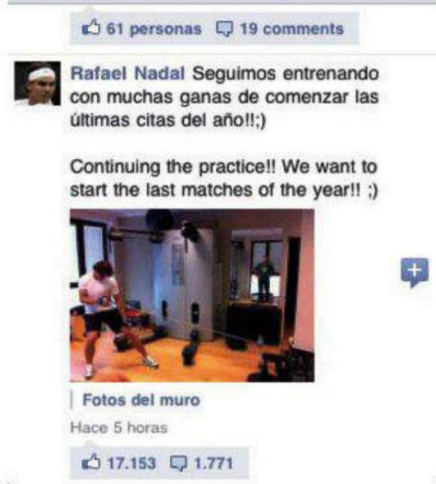 61 personas 19 comments
Rafael Nadal Seguimos entrenando
con muchas ganas de comenzar las
últimas citas del año!!;)
Continuing the practice!! We want to
start the last matches of the year!! ;)
Fotos del muro
Hace 5 horas
17.153 1.771